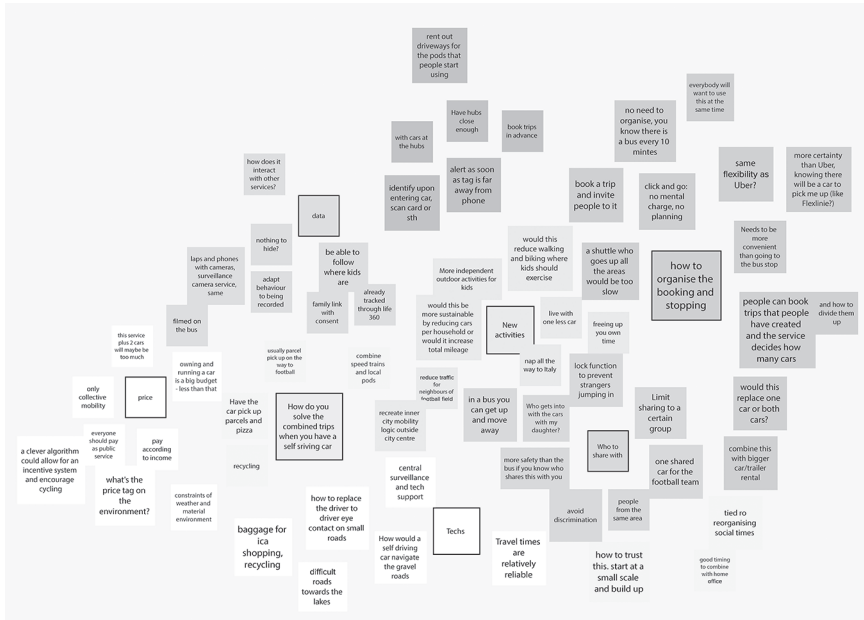 rent out
driveways for
the pods that
people start
using
everybody will
want to use
this at the
same time
Have hubs
close
enough
book trips
in advance
with cars at
the hubs
no need to
organise, you
know there is
a bus every 10
mintes
how does it
interact
with other
services?
identify upon
entering car,
scan card or
sth
alert as soon
as tag is far
away from
phone
book a trip
and invite
people to it
click and go:
no mental
charge, no
planning
same
flexibility as
Uber?
more certainty
than Uber,
knowing there
will be a car to
pick me up (like
Flexlinie?)
data
nothing to
hide?
be able to
follow
where kids
are
laps and phones
with cameras,
surveillance
camera service,
same
adapt
behaviour
to being
recorded
family link
with
consent
already
tracked
through life
360
filmed on
the bus
More independent
outdoor activities for
kids
would this
reduce walking
and biking where
kids should
exercise
a shuttle who
goes up all
the areas
would be too
slow
how to
organise the
booking and
stopping
Needs to be
more
convenient
than going to
the bus stop
people can book
trips that people
have created
and the service
decides how
many cars
and how to
divide them
up
would this be
more sustainable
by reducing cars
per household or
would it increase
total mileage
New
activities
live with
one less car
freeing up
you own
time
nap all the
way to Italy
lock function
to prevent
strangers
jumping in
this service
plus 2 cars
will maybe be
too much
owning and
running a car
is a big budget
- less than that
only
collective
mobility
price
everyone
should pay
as public
service
pay
according
to income
a clever algorithm
could allow for an
incentive system
and encourage
cycling
what's the
price tag on
the
environment?
constraints of
weather and
material
environment
usually parcel
pick up on the
way to
football
combine
speed trains
and local
pods
Have the
car pick up
parcels and
pizza
How do you
solve the
combined trips
when you have a
self sriving car
recycling
reduce traffic
for
neughbours of
football field
recreate inner
city mobility
logic outside
city centre
in a bus you
can get up
and move
away
Who gets into
with the cars
with my
daughter?
Limit
sharing to a
certain
group
would this
replace one
car or both
cars?
Who to
share with
more safety than the
bus if you know who
shares this with you
one shared
car for the
football team
combine this
with bigger
car/trailer
rental
central
surveillance
and tech
support
how to replace
the driver to
driver eye
contact on small
roads
baggage for
ica
shopping,
recycling
difficult
roads
towards the
lakes
How would a
self driving
car navigate
the gravel
roads
Techs
Travel times
are
relatively
reliable
avoid
discrimination
people
from the
same area
how to trust
this. start at a
small scale
and build up
tied ro
reorganising
social times
good timing
to combine
with home
office